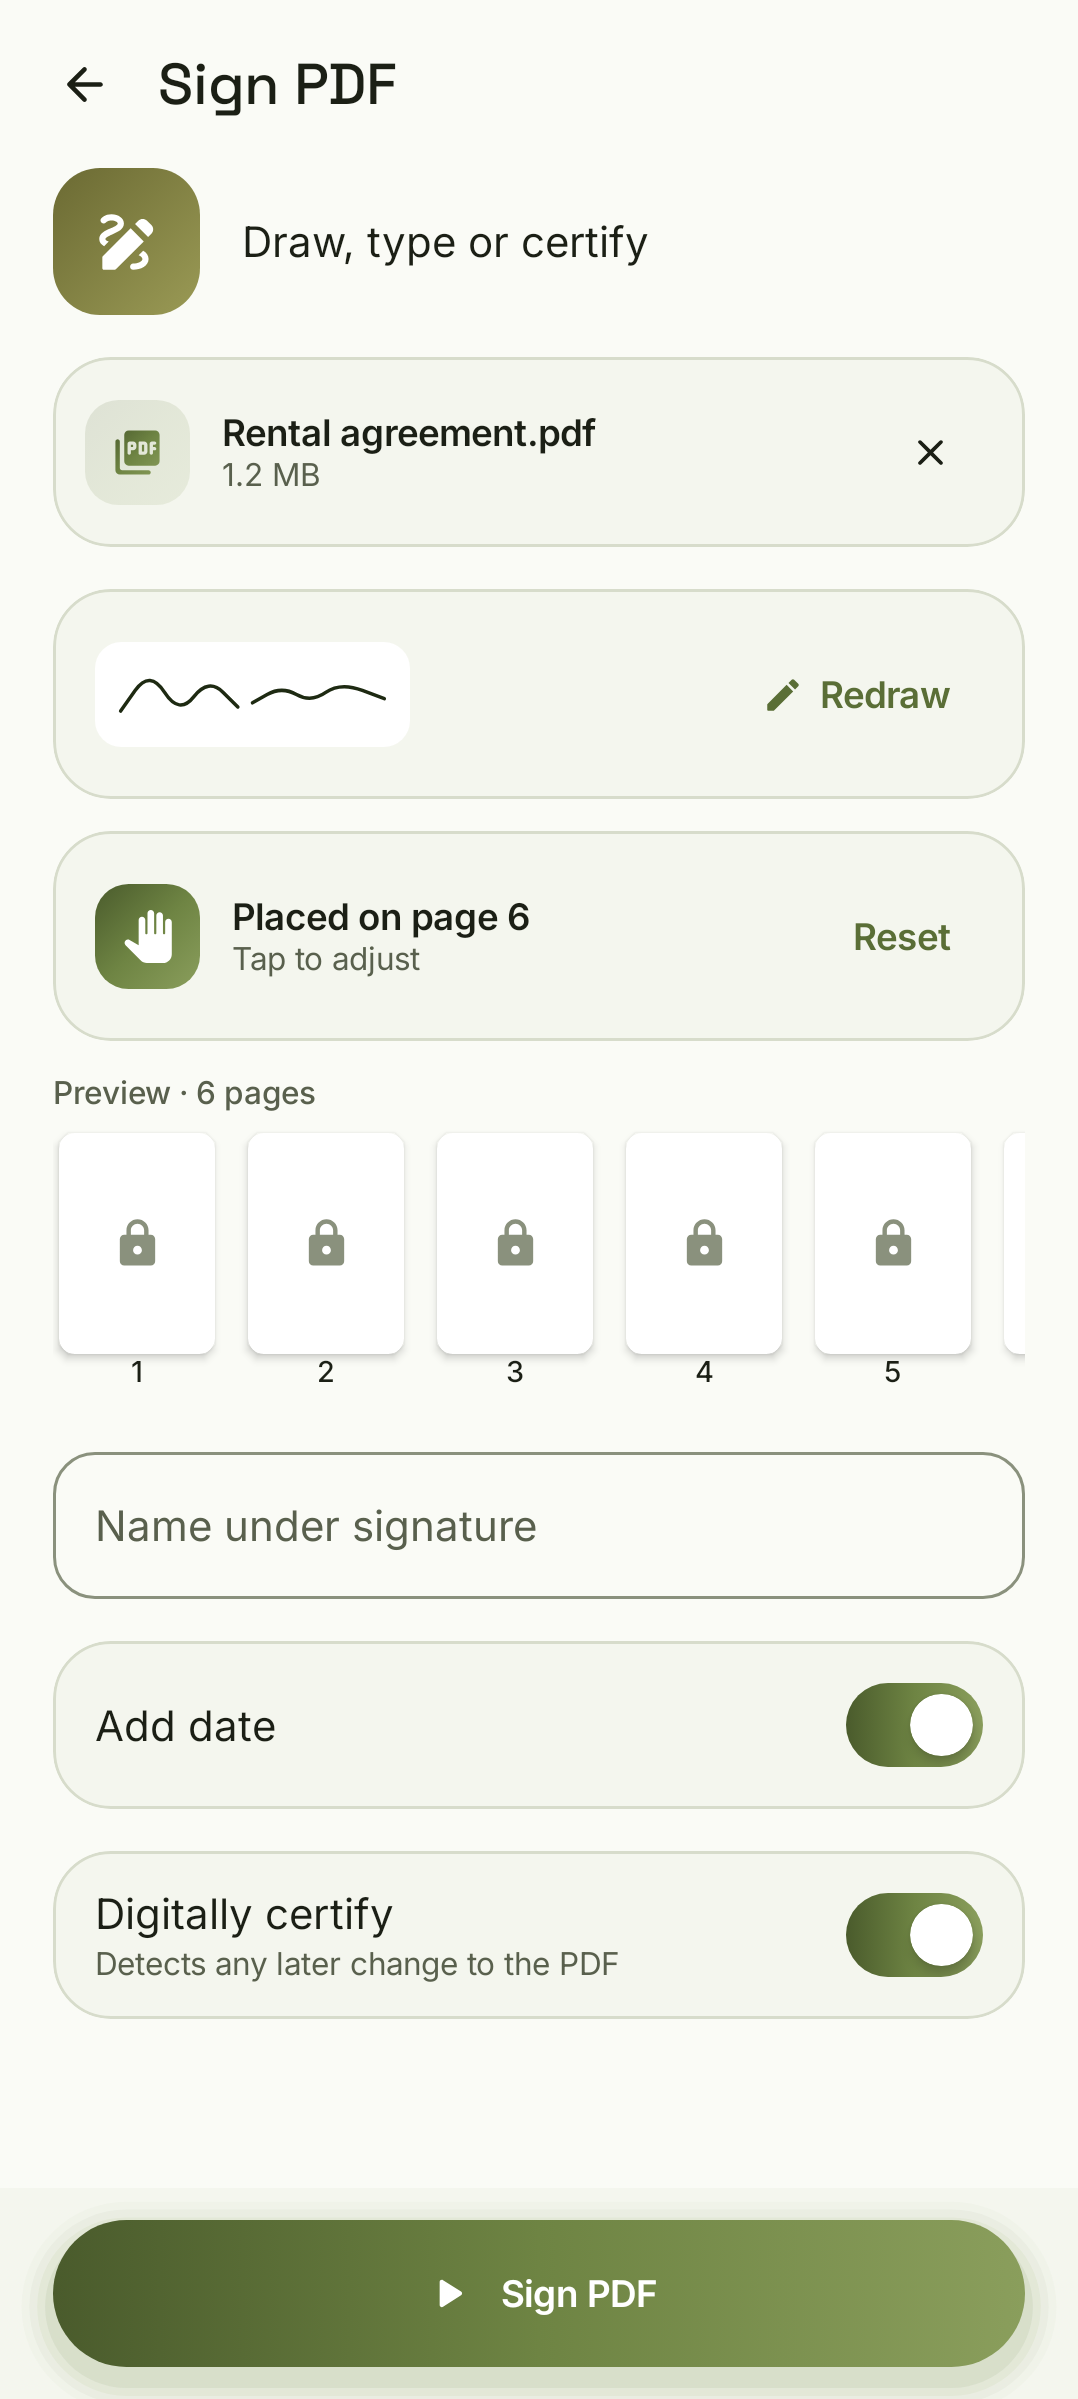 Sign PDF
Draw, type or certify
PDF
Rental agreement.pdf
1.2 MB
Redraw
Placed on page 6
Tap to adjust
Reset
Preview · 6 pages
1 2 3 4 5
Name under signature
Add date
Digitally certify
Detects any later change to the PDF
Sign PDF